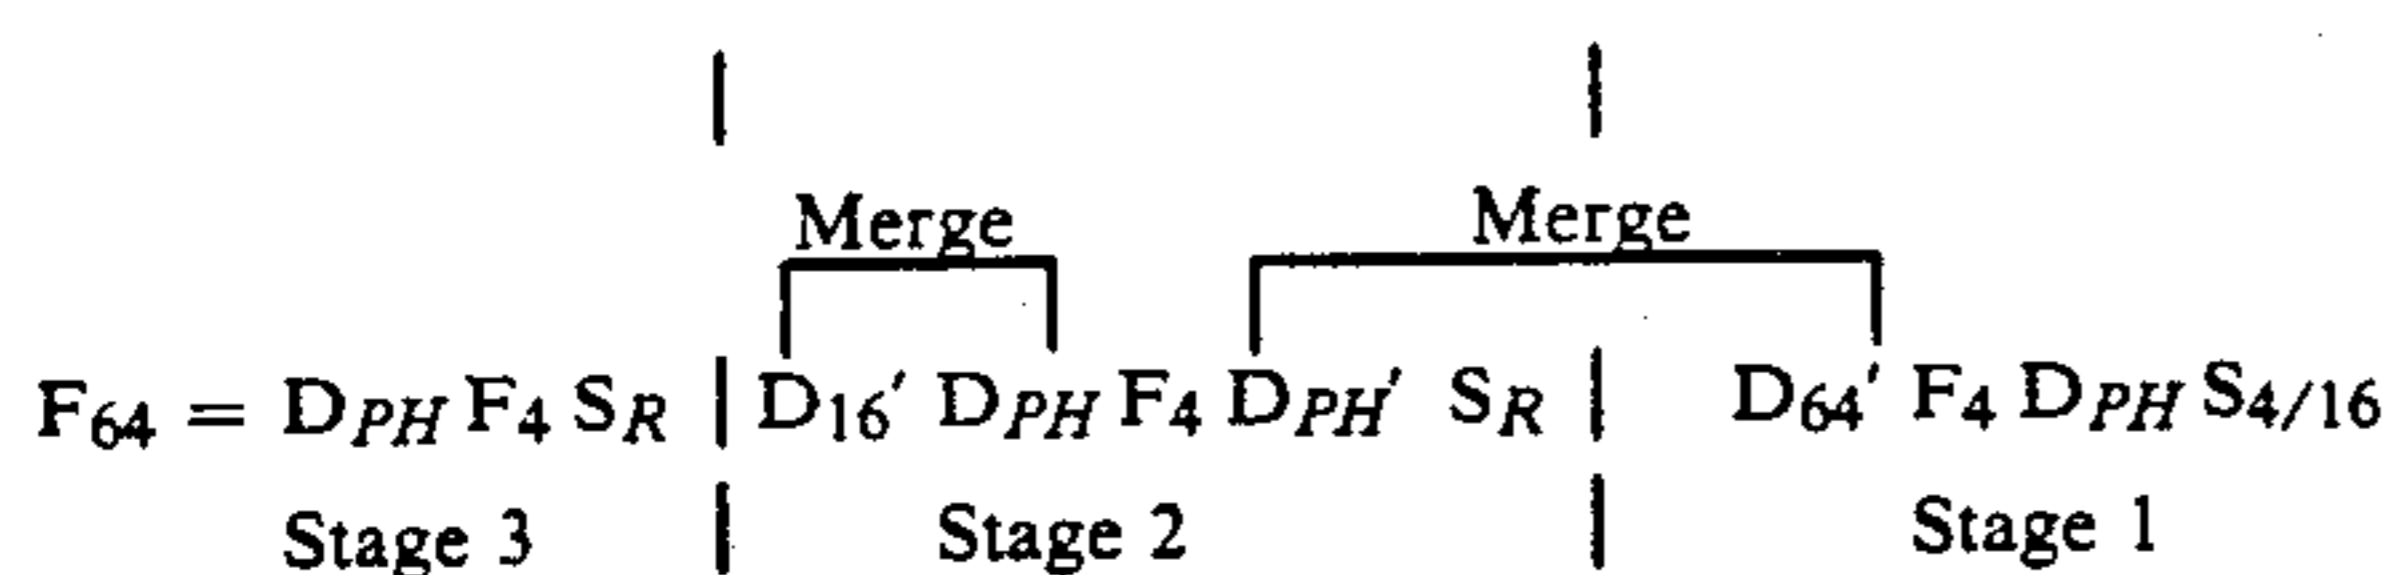 Merge Merge
F64 = DPH F4 SR | D16′ DPH F4 DPH′ SR | D64′ F4 DPH S4/16
Stage 3 | Stage 2 | Stage 1